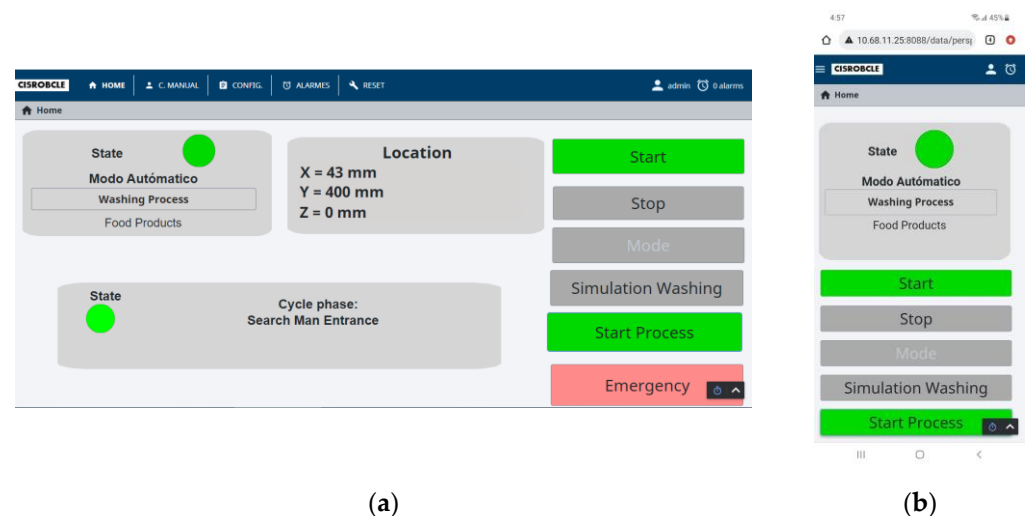 CISROBCLE HOME C. MANUAL CONFIG. ALARMES RESET admin 0 alarms
Home
State
Modo Autómatico
Washing Process
Food Products
Location
X = 43 mm
Y = 400 mm
Z = 0 mm
State
Cycle phase:
Search Man Entrance
Start
Stop
Mode
Simulation Washing
Start Process
Emergency
(a)
4:57 45%
10.68.11.25:8088/data/persp
CISROBCLE
Home
State
Modo Autómatico
Washing Process
Food Products
Start
Stop
Mode
Simulation Washing
Start Process
(b)